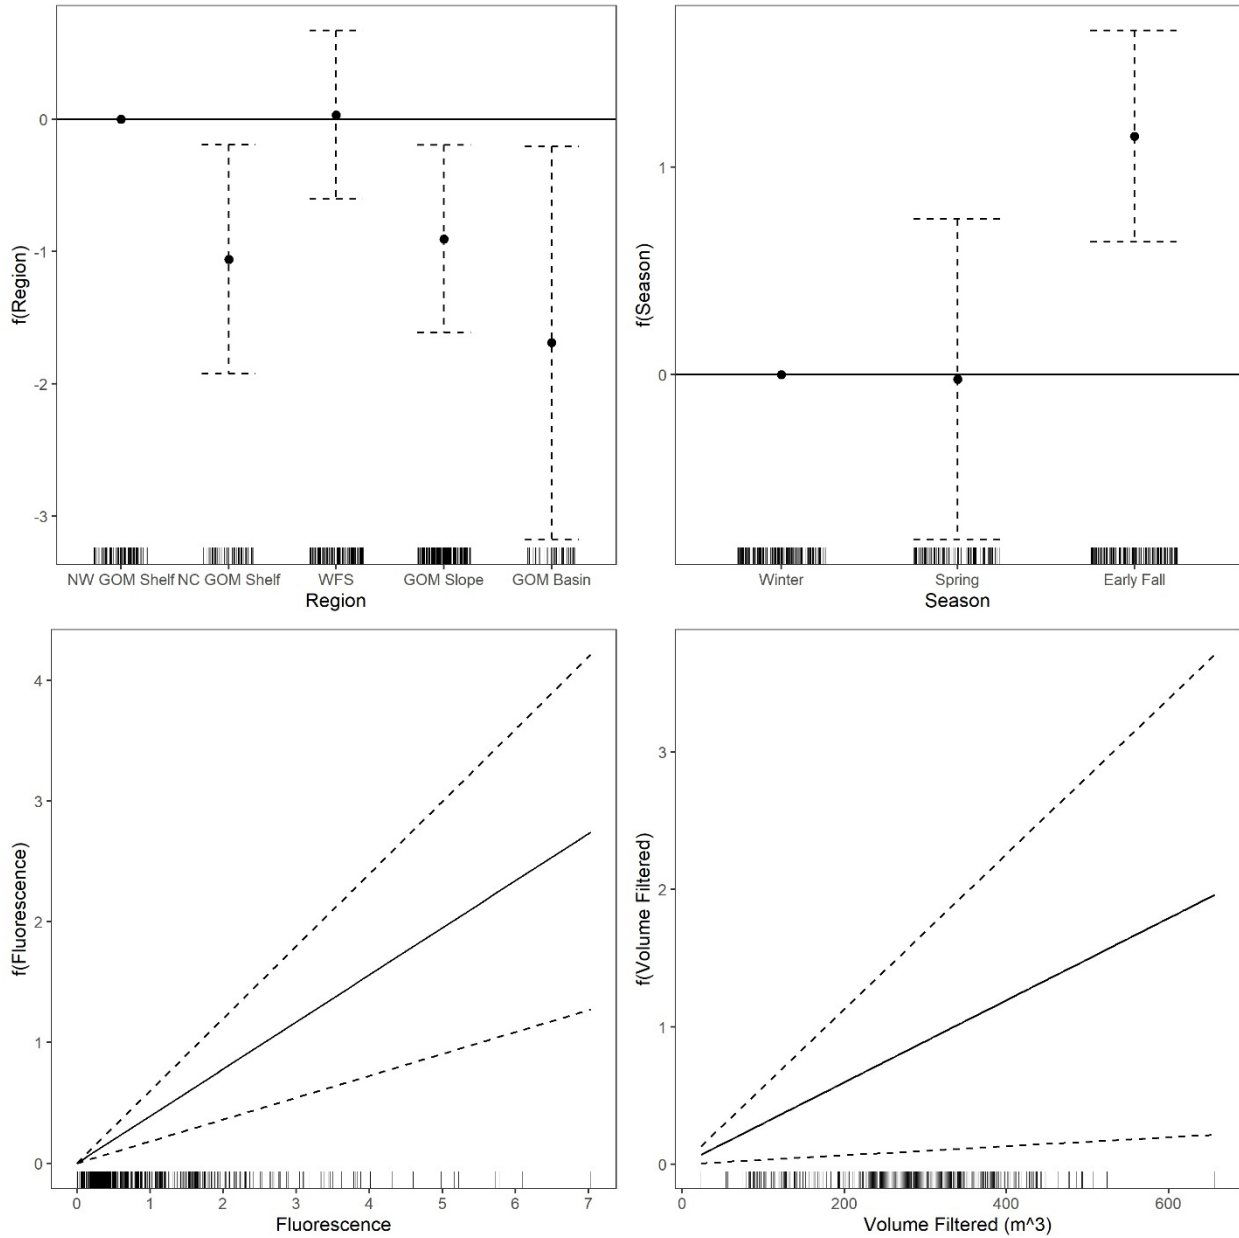 f(Region)
0
-1
-2
-3
NW GOM Shelf NC GOM Shelf WFS GOM Slope GOM Basin
Region
f(Season)
1
0
Winter Spring Early Fall
Season
f(Fluorescence)
4
3
2
1
0
0 1 2 3 4 5 6 7
Fluorescence
f(Volume Filtered)
3
2
1
0
0 200 400 600
Volume Filtered (m^3)